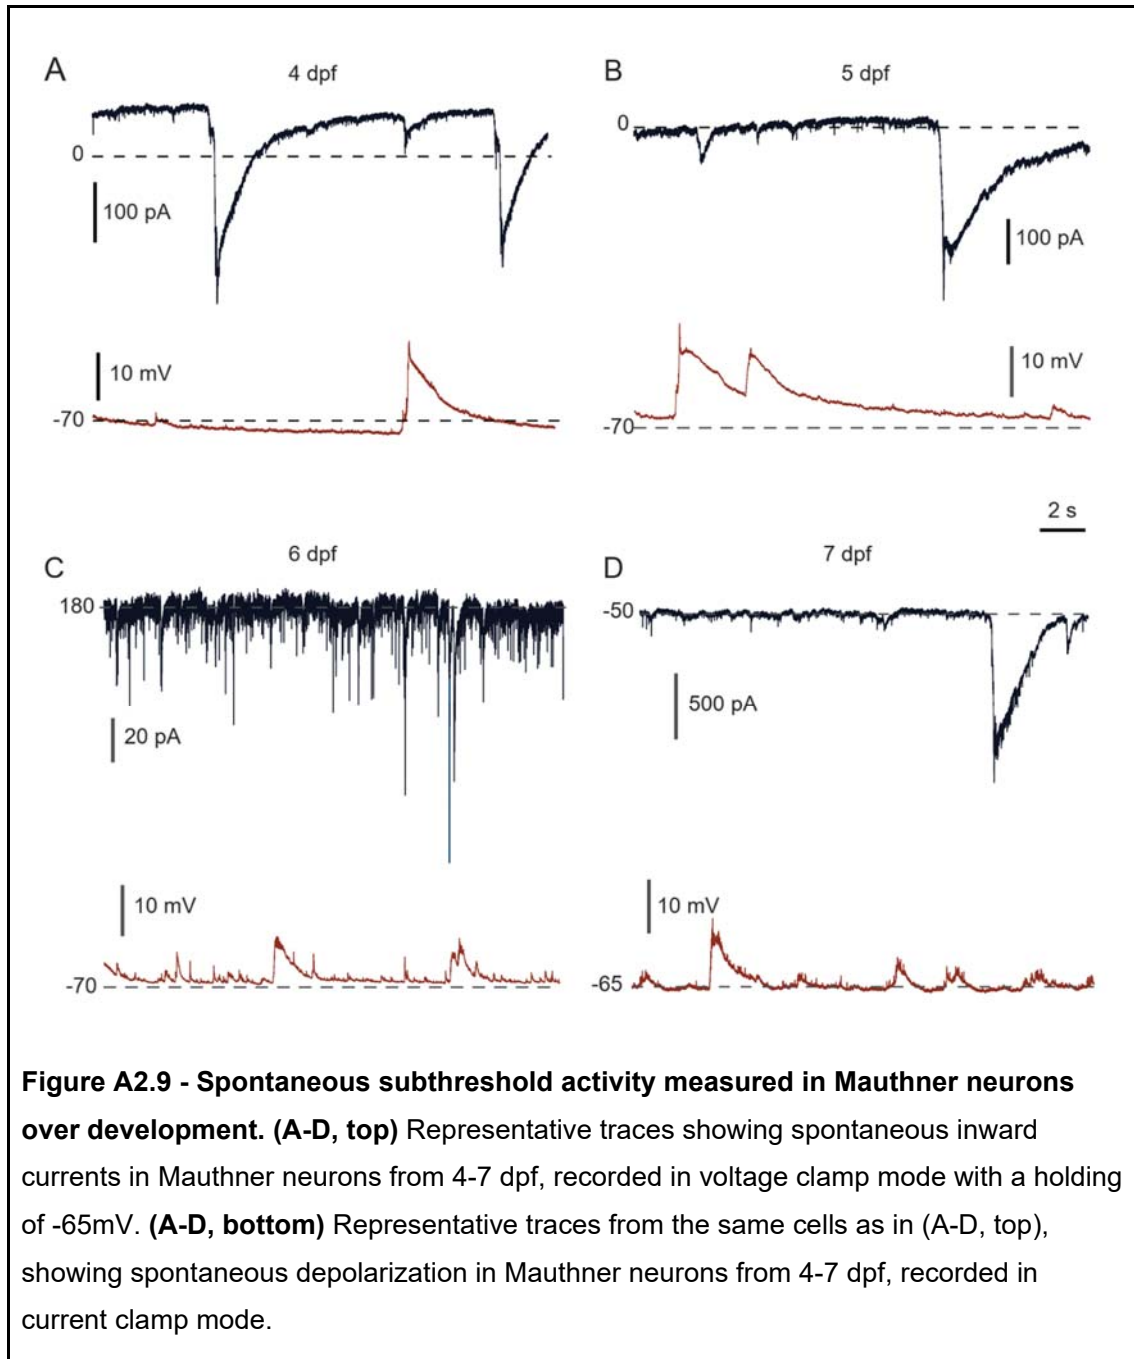 A
4 dpf
0
100 pA
10 mV
-70
B
5 dpf
0
100 pA
10 mV
-70
2 s
C
6 dpf
180
20 pA
10 mV
-70
D
7 dpf
-50
500 pA
10 mV
-65
Figure A2.9 - Spontaneous subthreshold activity measured in Mauthner neurons
over development. (A-D, top) Representative traces showing spontaneous inward
currents in Mauthner neurons from 4-7 dpf, recorded in voltage clamp mode with a holding
of -65mV. (A-D, bottom) Representative traces from the same cells as in (A-D, top),
showing spontaneous depolarization in Mauthner neurons from 4-7 dpf, recorded in
current clamp mode.